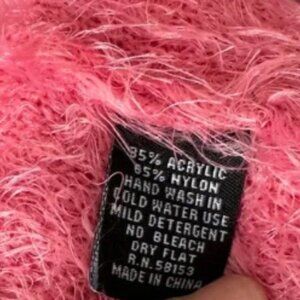 35% ACRYLIC
65% NYLON
HAND WASH IN
COLD WATER USE
MILD DETERGENT
NO BLEACH
DRY FLAT
R.N. 58153
MADE IN CHINA